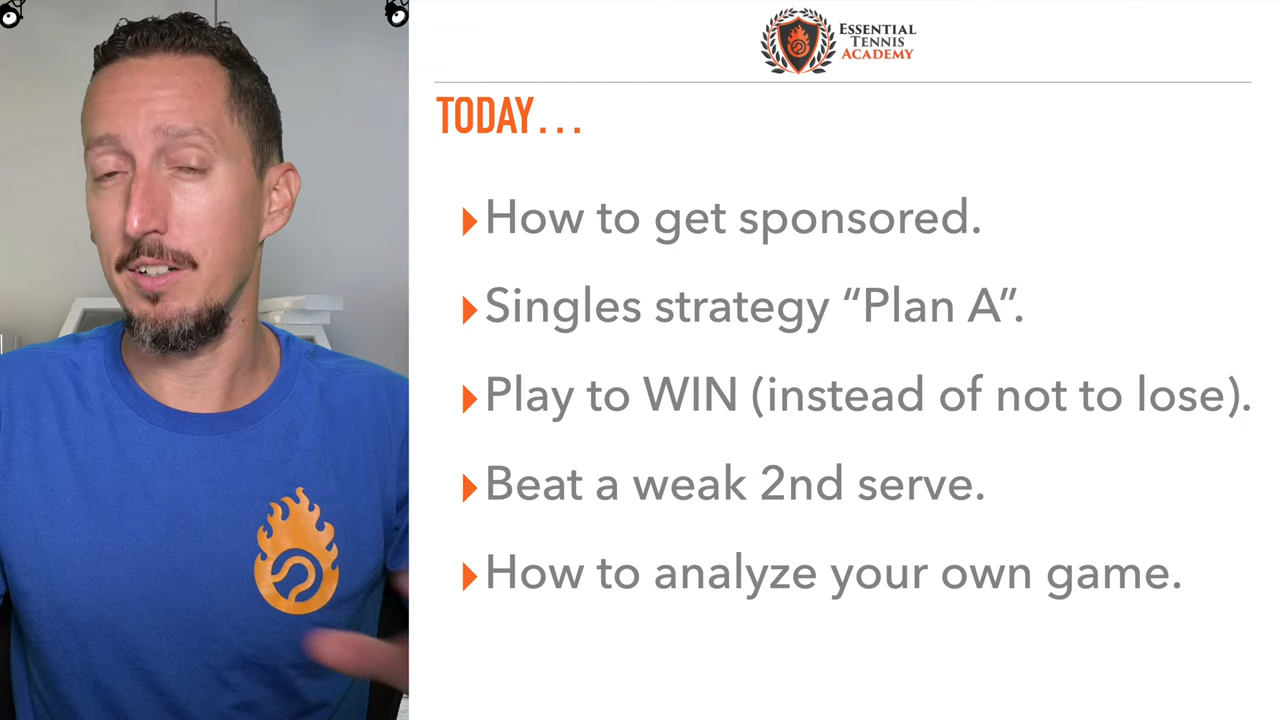 ESSENTIAL
TENNIS
ACADEMY
TODAY...
How to get sponsored.
Singles strategy “Plan A”.
Play to WIN (instead of not to lose).
Beat a weak 2nd serve.
How to analyze your own game.